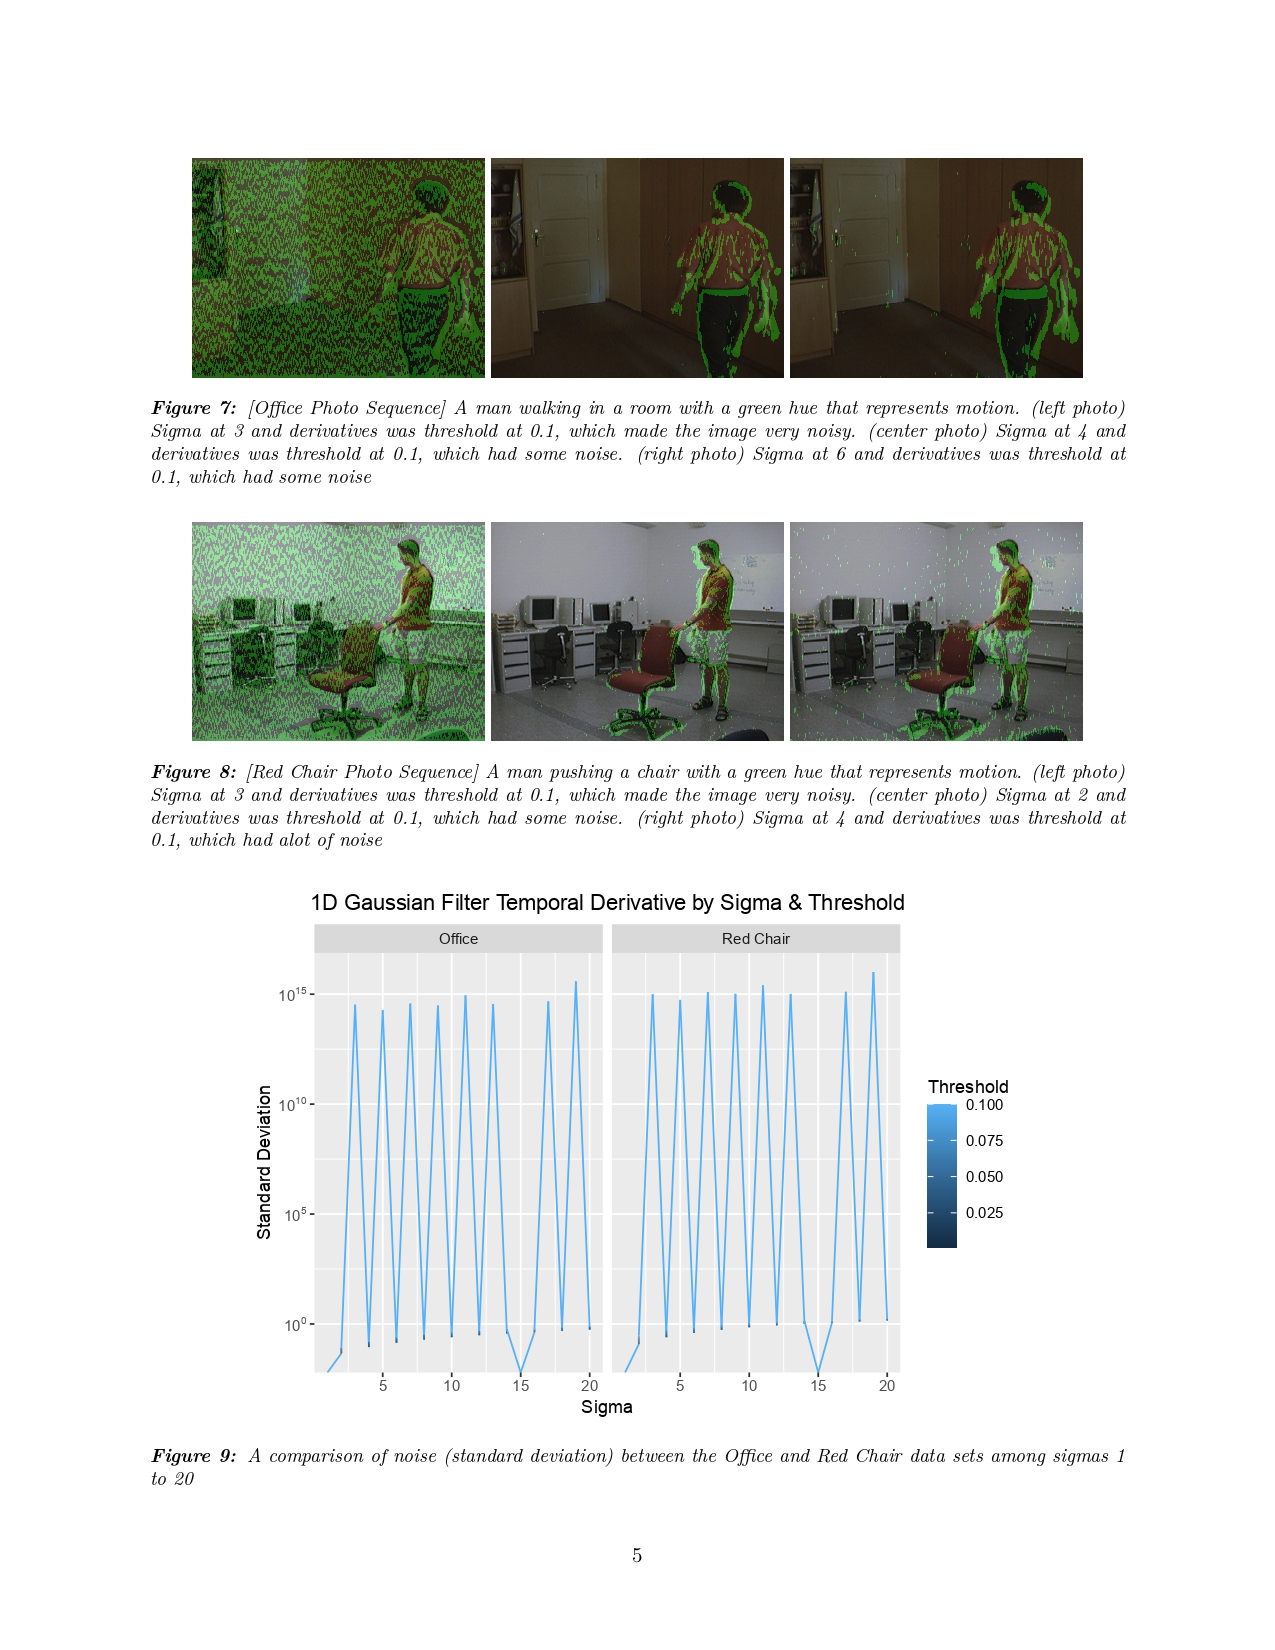 Figure 7: [Office Photo Sequence] A man walking in a room with a green hue that represents motion. (left photo)
Sigma at 3 and derivatives was threshold at 0.1, which made the image very noisy. (center photo) Sigma at 4 and
derivatives was threshold at 0.1, which had some noise. (right photo) Sigma at 6 and derivatives was threshold at
0.1, which had some noise
Figure 8: [Red Chair Photo Sequence] A man pushing a chair with a green hue that represents motion. (left photo)
Sigma at 3 and derivatives was threshold at 0.1, which made the image very noisy. (center photo) Sigma at 2 and
derivatives was threshold at 0.1, which had some noise. (right photo) Sigma at 4 and derivatives was threshold at
0.1, which had alot of noise
1D Gaussian Filter Temporal Derivative by Sigma & Threshold
Office
Red Chair
Standard Deviation
10^15
10^10
10^5
10^0
5 10 15 20
5 10 15 20
Sigma
Threshold
0.100
0.075
0.050
0.025
Figure 9: A comparison of noise (standard deviation) between the Office and Red Chair data sets among sigmas 1
to 20
5